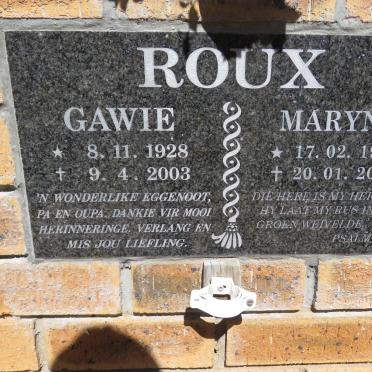 ROUX
GAWIE
★ 8. 11. 1928
✝ 9. 4. 2003
'N WONDERLIKE EGGENOOT,
PA EN OUPA. DANKIE VIR MOOI
HERINNERINGE. VERLANG EN
MIS JOU LIEFLING.
MARYN
★ 17. 02. 19
✝ 20. 01. 20
DIE HERE IS MY HER
HY LAAT MY RUS IN
GROEN WEIVELDE.
PSALM